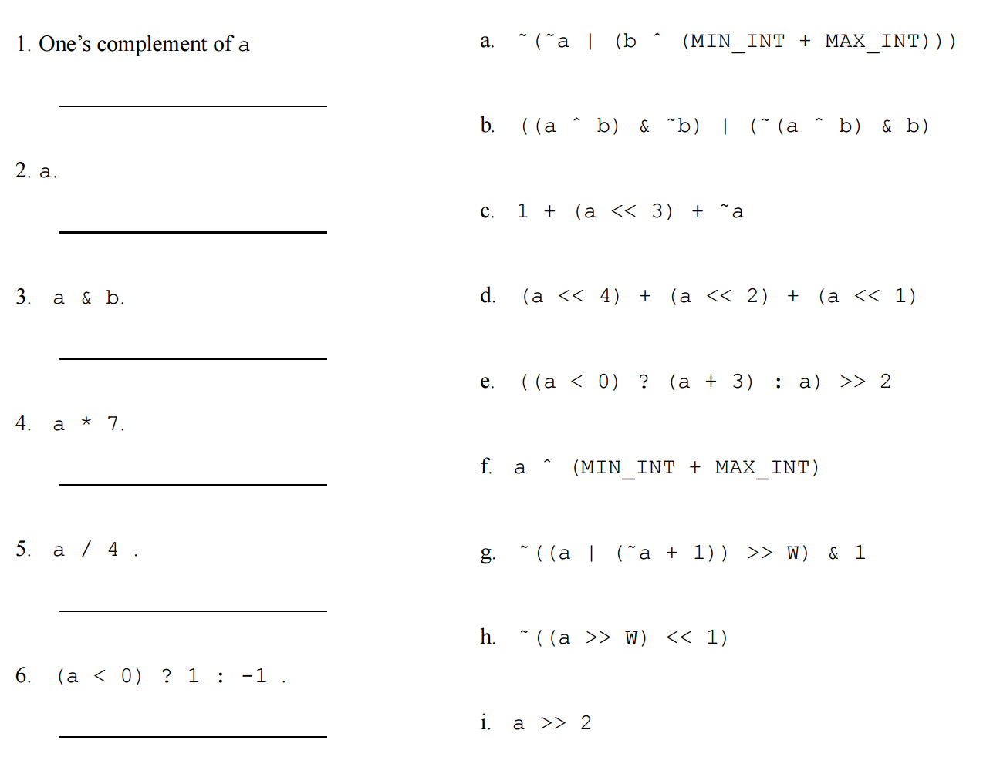 1. One’s complement of a
2. a.
3. a & b.
4. a * 7.
5. a / 4 .
6. (a < 0) ? 1 : -1 .
a. ~(~a | (b ^ (MIN_INT + MAX_INT)))
b. ((a ^ b) & ~b) | (~(a ^ b) & b)
c. 1 + (a << 3) + ~a
d. (a << 4) + (a << 2) + (a << 1)
e. ((a < 0) ? (a + 3) : a) >> 2
f. a ^ (MIN_INT + MAX_INT)
g. ~((a | (~a + 1)) >> W) & 1
h. ~((a >> W) << 1)
i. a >> 2